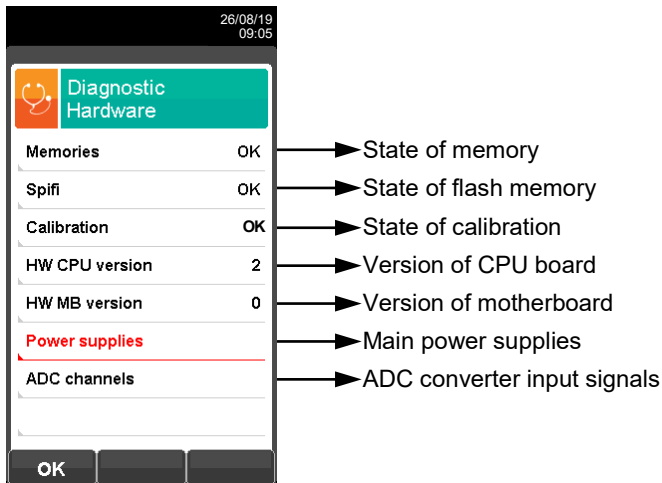 26/08/19
09:05
Diagnostic
Hardware
Memories OK State of memory
Spifi OK State of flash memory
Calibration OK State of calibration
HW CPU version 2 Version of CPU board
HW MB version 0 Version of motherboard
Power supplies Main power supplies
ADC channels ADC converter input signals
OK